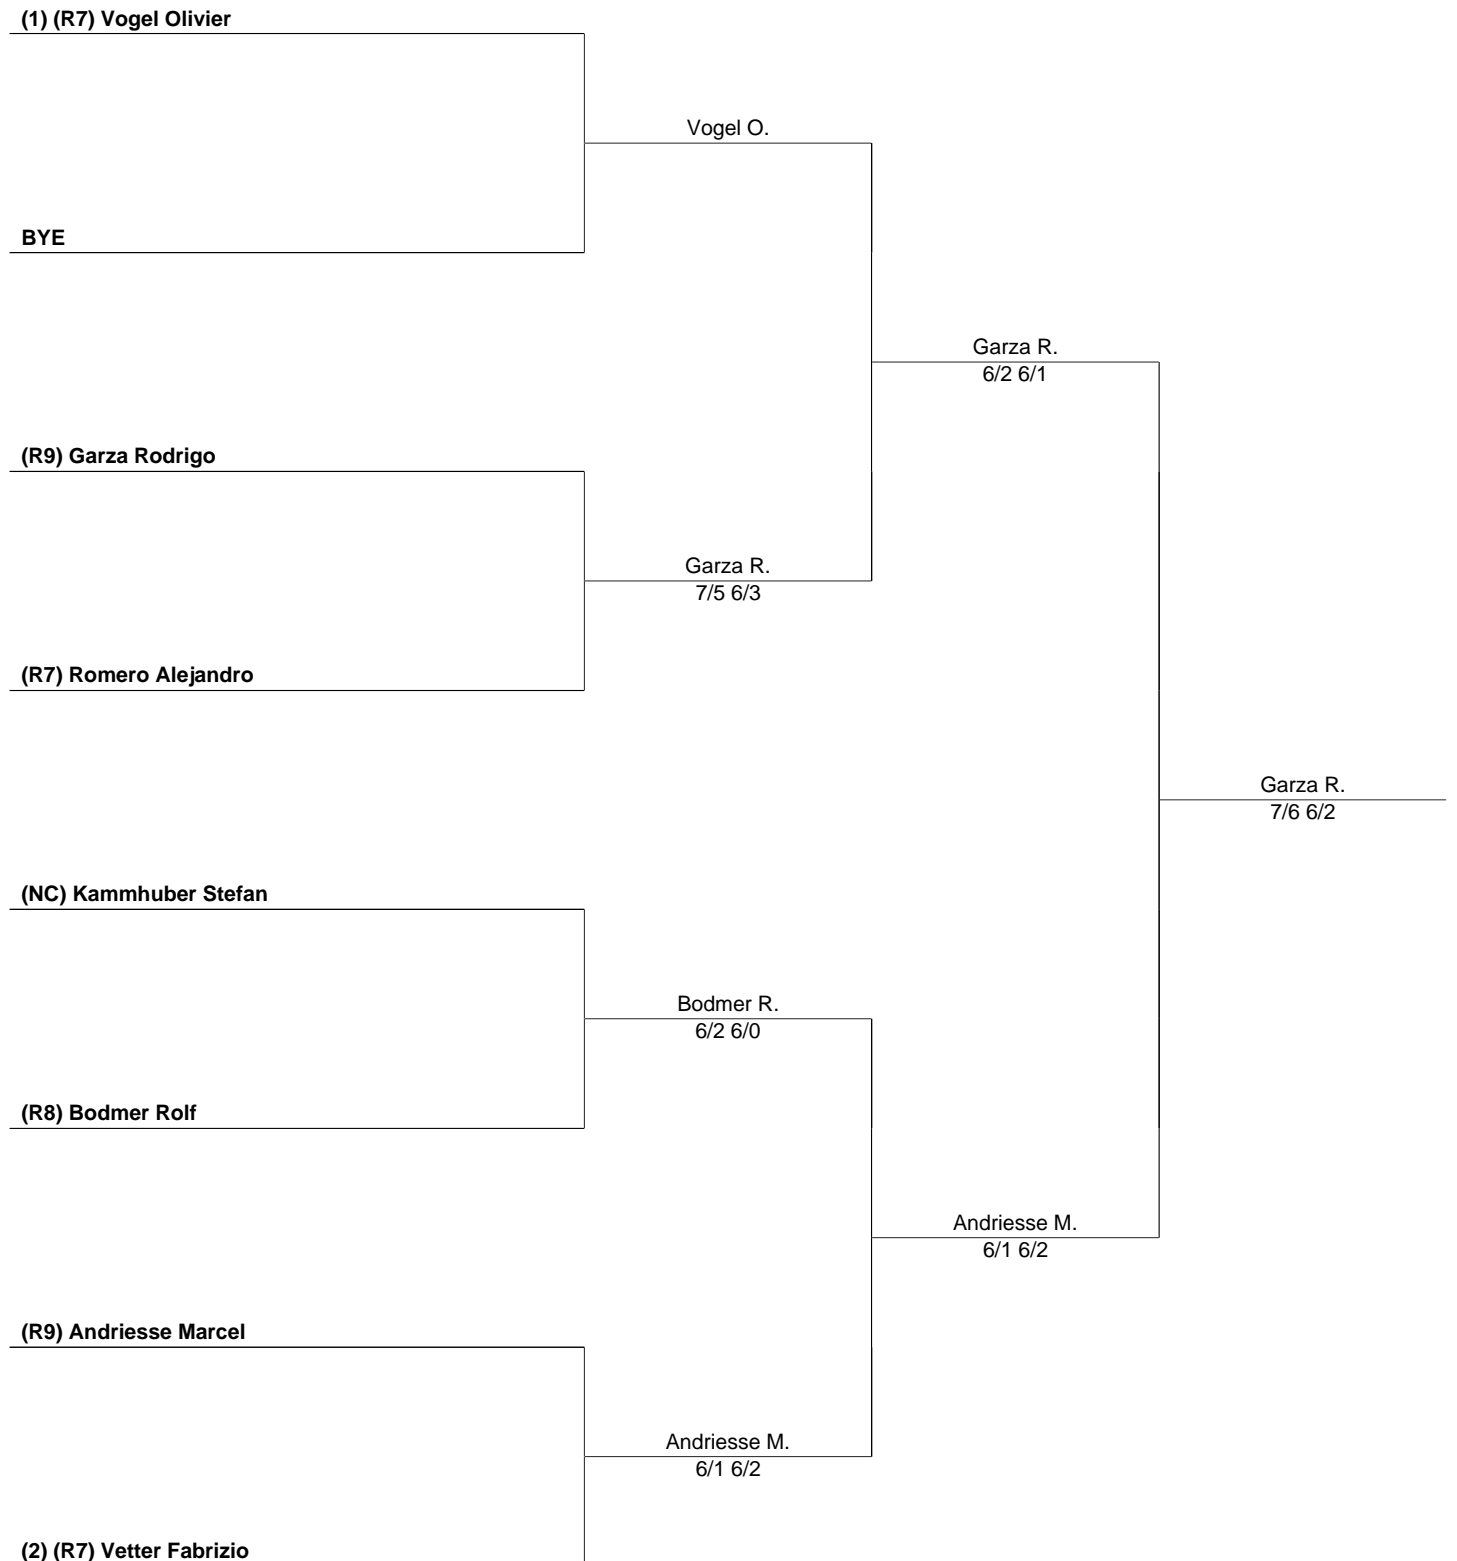 (1) (R7) Vogel Olivier
Vogel O.
BYE
Garza R.
6/2 6/1
(R9) Garza Rodrigo
Garza R.
7/5 6/3
(R7) Romero Alejandro
Garza R.
7/6 6/2
(NC) Kammhuber Stefan
Bodmer R.
6/2 6/0
(R8) Bodmer Rolf
Andriesse M.
6/1 6/2
(R9) Andriesse Marcel
Andriesse M.
6/1 6/2
(2) (R7) Vetter Fabrizio